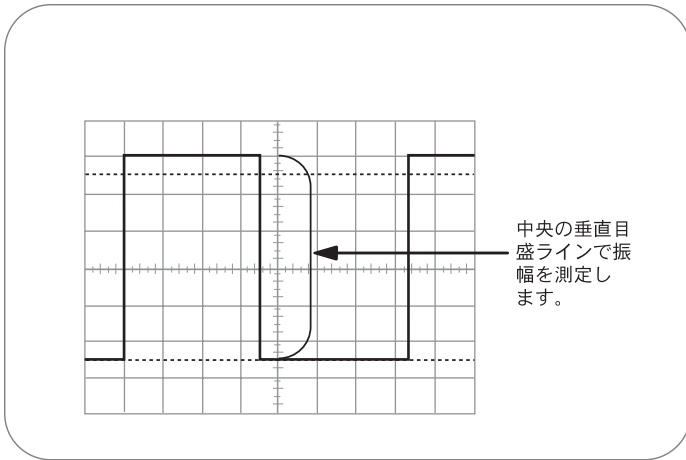 中央の垂直目
盛ラインで振
幅を測定し
ます。